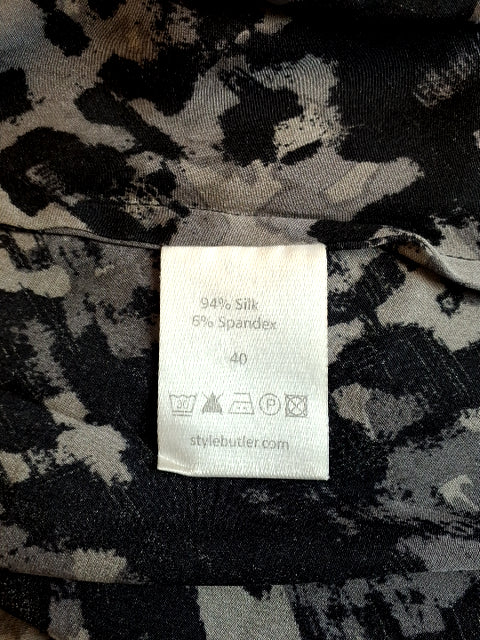 94% Silk
6% Spandex
40
P
stylebutler.com